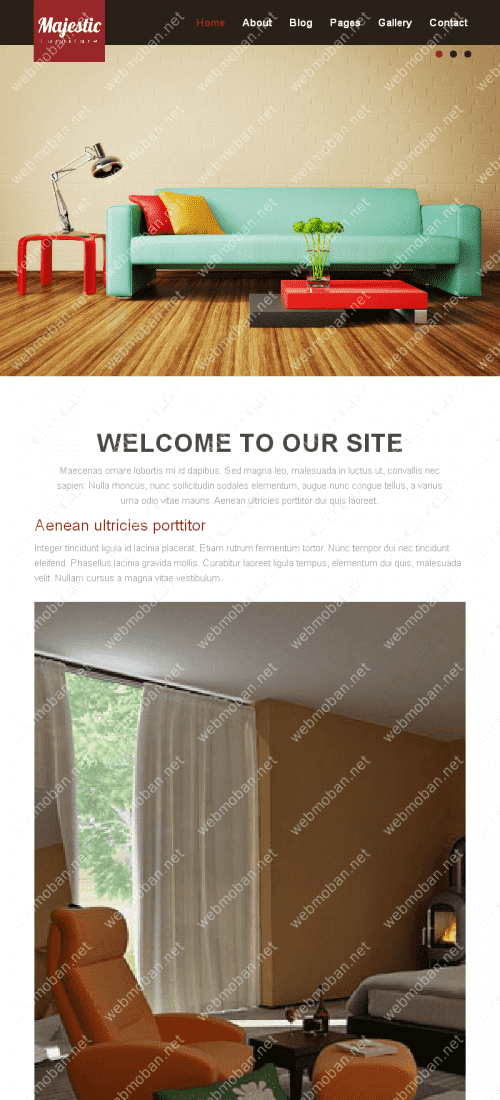 Majestic
Furniture
Home About Blog Pages Gallery Contact
WELCOME TO OUR SITE
Maecenas ornare lobortis mi id dapibus. Sed magna leo, malesuada in luctus ut, convallis nec
sapien. Nulla rhoncus, nunc sollicitudin sodales elementum, augue nunc congue tellus, a varius
urna odio vitae mauris. Aenean ultricies porttitor dui quis laoreet.
Aenean ultricies porttitor
Integer tincidunt ligula id lacinia placerat. Etiam rutrum fermentum tortor. Nunc tempor dui nec tincidunt
eleifend. Phasellus lacinia gravida mollis. Curabitur laoreet ligula tempus, elementum dui quis, malesuada
velit. Nullam cursus a magna vitae vestibulum.
webmoban.net